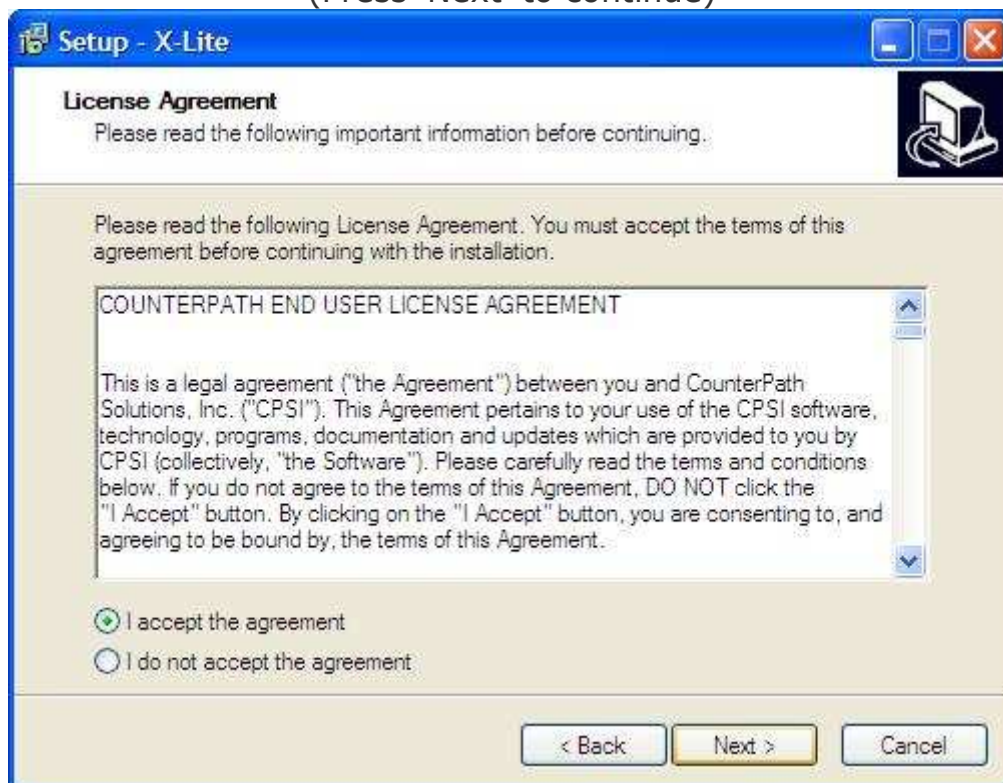 (Press 'Next' to continue)
Setup - X-Lite
License Agreement
Please read the following important information before continuing.
Please read the following License Agreement. You must accept the terms of this
agreement before continuing with the installation.
COUNTERPATH END USER LICENSE AGREEMENT
This is a legal agreement ("the Agreement") between you and CounterPath
Solutions, Inc. ("CPSI"). This Agreement pertains to your use of the CPSI software,
technology, programs, documentation and updates which are provided to you by
CPSI (collectively, "the Software"). Please carefully read the terms and conditions
below. If you do not agree to the terms of this Agreement, DO NOT click the
"I Accept" button. By clicking on the "I Accept" button, you are consenting to, and
agreeing to be bound by, the terms of this Agreement.
I accept the agreement
I do not accept the agreement
< Back
Next >
Cancel